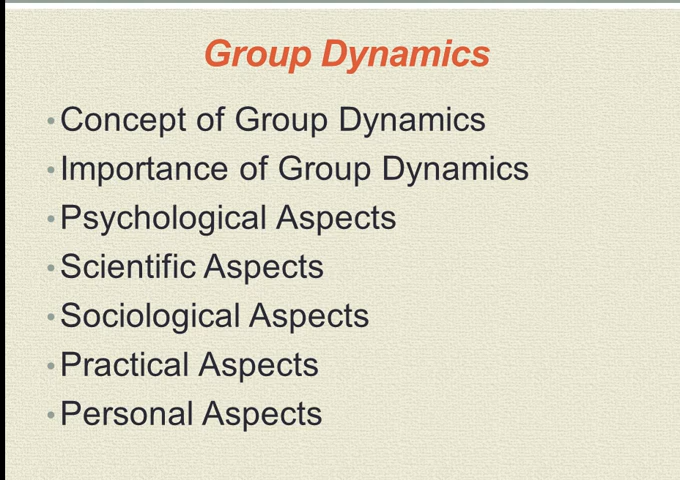 Group Dynamics
• Concept of Group Dynamics
• Importance of Group Dynamics
• Psychological Aspects
• Scientific Aspects
• Sociological Aspects
• Practical Aspects
• Personal Aspects